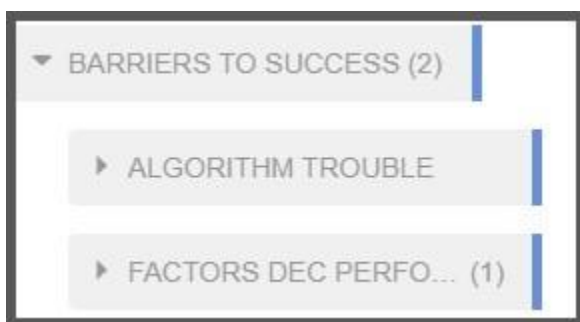 BARRIERS TO SUCCESS (2)
ALGORITHM TROUBLE
FACTORS DEC PERFO... (1)